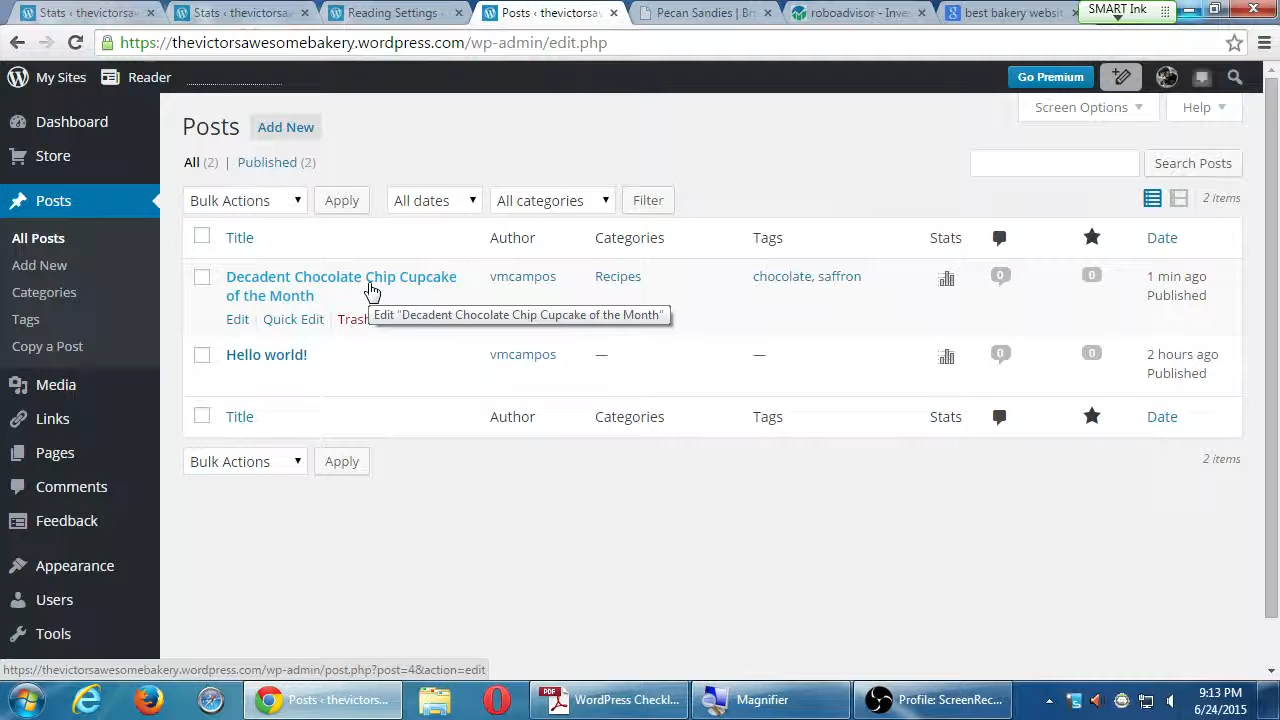 Stats ‹ thevictorsaw
Stats ‹ thevictorsaw
Reading Settings ‹
Posts ‹ thevictorsaw
Pecan Sandies | Br
roboadvisor - Inve
best bakery websit
SMART Ink
https://thevictorsawesomebakery.wordpress.com/wp-admin/edit.php
My Sites
Reader
Go Premium
Dashboard
Store
Posts
All Posts
Add New
Categories
Tags
Copy a Post
Media
Links
Pages
Comments
Feedback
Appearance
Users
Tools
Screen Options
Help
Posts Add New
All (2) | Published (2)
Search Posts
Bulk Actions Apply All dates All categories Filter
2 items
Title Author Categories Tags Stats Date
Decadent Chocolate Chip Cupcake of the Month vmcampos Recipes chocolate, saffron 0 0 1 min ago
Published
Edit | Quick Edit | Trash
Edit “Decadent Chocolate Chip Cupcake of the Month”
Hello world! vmcampos — — 0 0 2 hours ago
Published
Title Author Categories Tags Stats Date
Bulk Actions Apply
2 items
https://thevictorsawesomebakery.wordpress.com/wp-admin/post.php?post=4&action=edit
Posts ‹ thevictors...
PDF
WordPress Checkl...
Magnifier
Profile: ScreenRec...
9:13 PM
6/24/2015